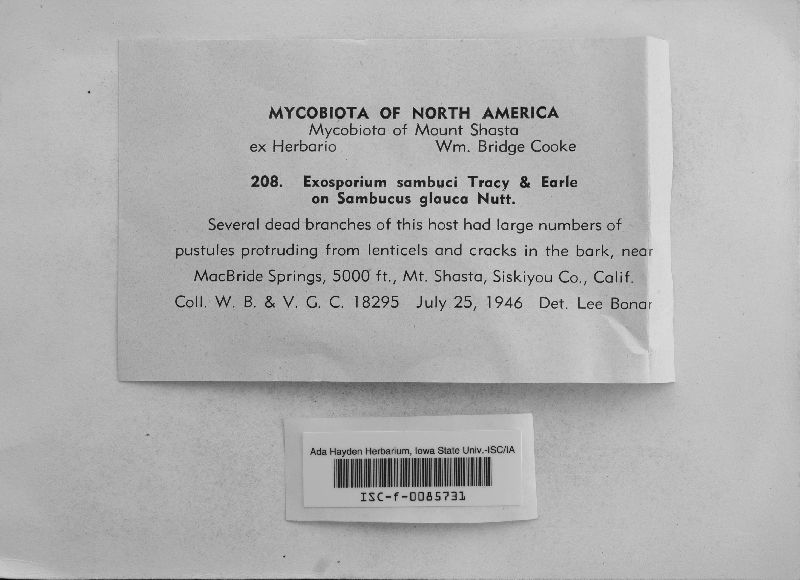 MYCOBIOTA OF NORTH AMERICA
Mycobiota of Mount Shasta
ex Herbario Wm. Bridge Cooke
208. Exosporium sambuci Tracy & Earle
on Sambucus glauca Nutt.
Several dead branches of this host had large numbers of
pustules protruding from lenticels and cracks in the bark, near
MacBride Springs, 5000 ft., Mt. Shasta, Siskiyou Co., Calif.
Coll. W. B. & V. G. C. 18295 July 25, 1946 Det. Lee Bonar
Ada Hayden Herbarium, Iowa State Univ.-ISC/IA
ISC-f-0085731